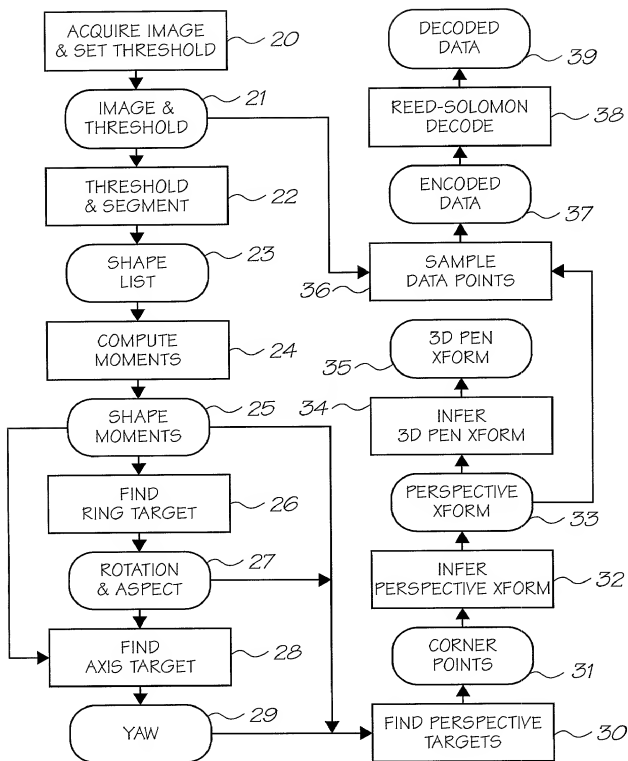 ACQUIRE IMAGE
& SET THRESHOLD
20
IMAGE &
THRESHOLD
21
THRESHOLD
& SEGMENT
22
SHAPE
LIST
23
COMPUTE
MOMENTS
24
SHAPE
MOMENTS
25
FIND
RING TARGET
26
ROTATION
& ASPECT
27
FIND
AXIS TARGET
28
YAW
29
DECODED
DATA
39
REED-SOLOMON
DECODE
38
ENCODED
DATA
37
SAMPLE
DATA POINTS
36
3D PEN
XFORM
35
34
INFER
3D PEN XFORM
PERSPECTIVE
XFORM
33
INFER
PERSPECTIVE XFORM
32
CORNER
POINTS
31
FIND PERSPECTIVE
TARGETS
30